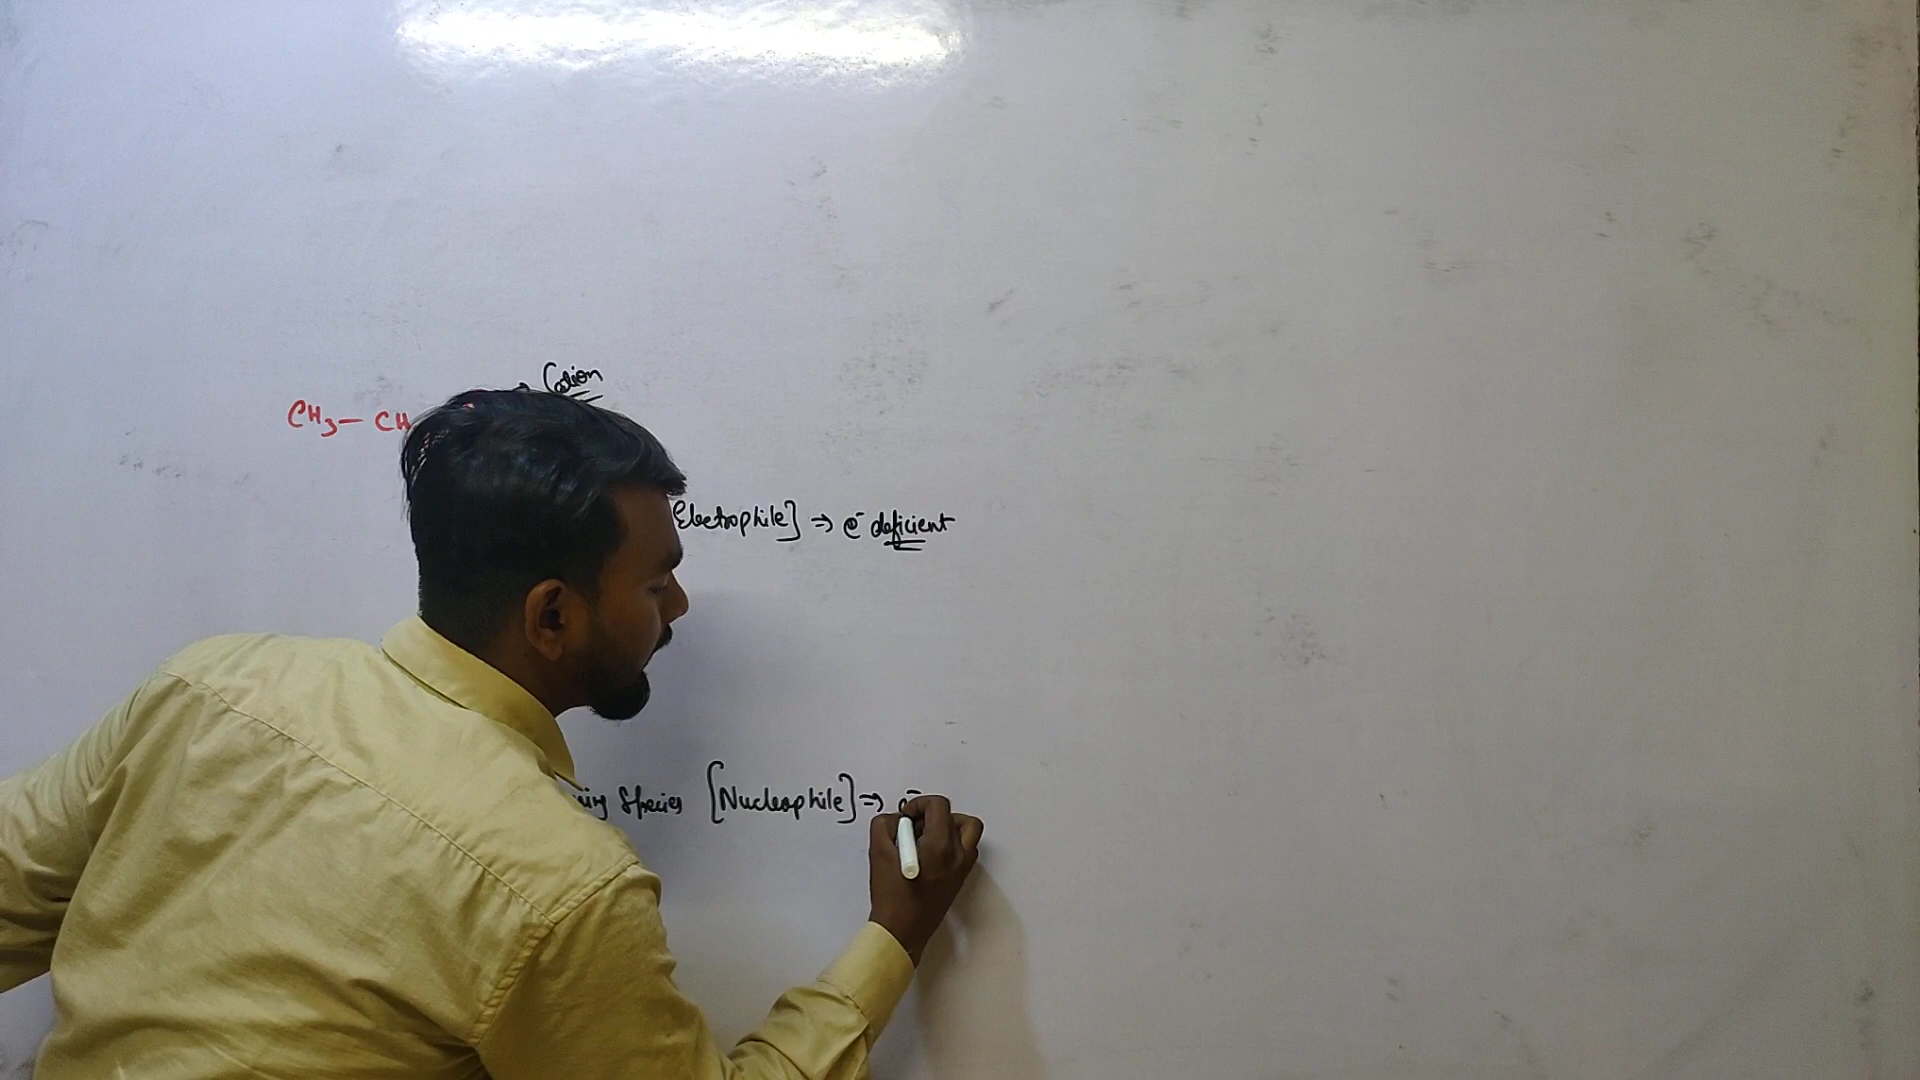 → Cation
CH₃ — CH
Electrophile] ⇒ e⁻ deficient
Species [Nucleophile] ⇒ e⁻